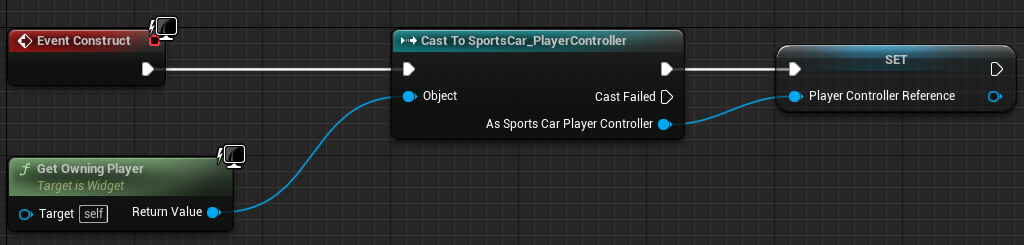 Event Construct
Cast To SportsCar_PlayerController
SET
Object
Cast Failed
Player Controller Reference
As Sports Car Player Controller
f Get Owning Player
Target is Widget
Target self Return Value